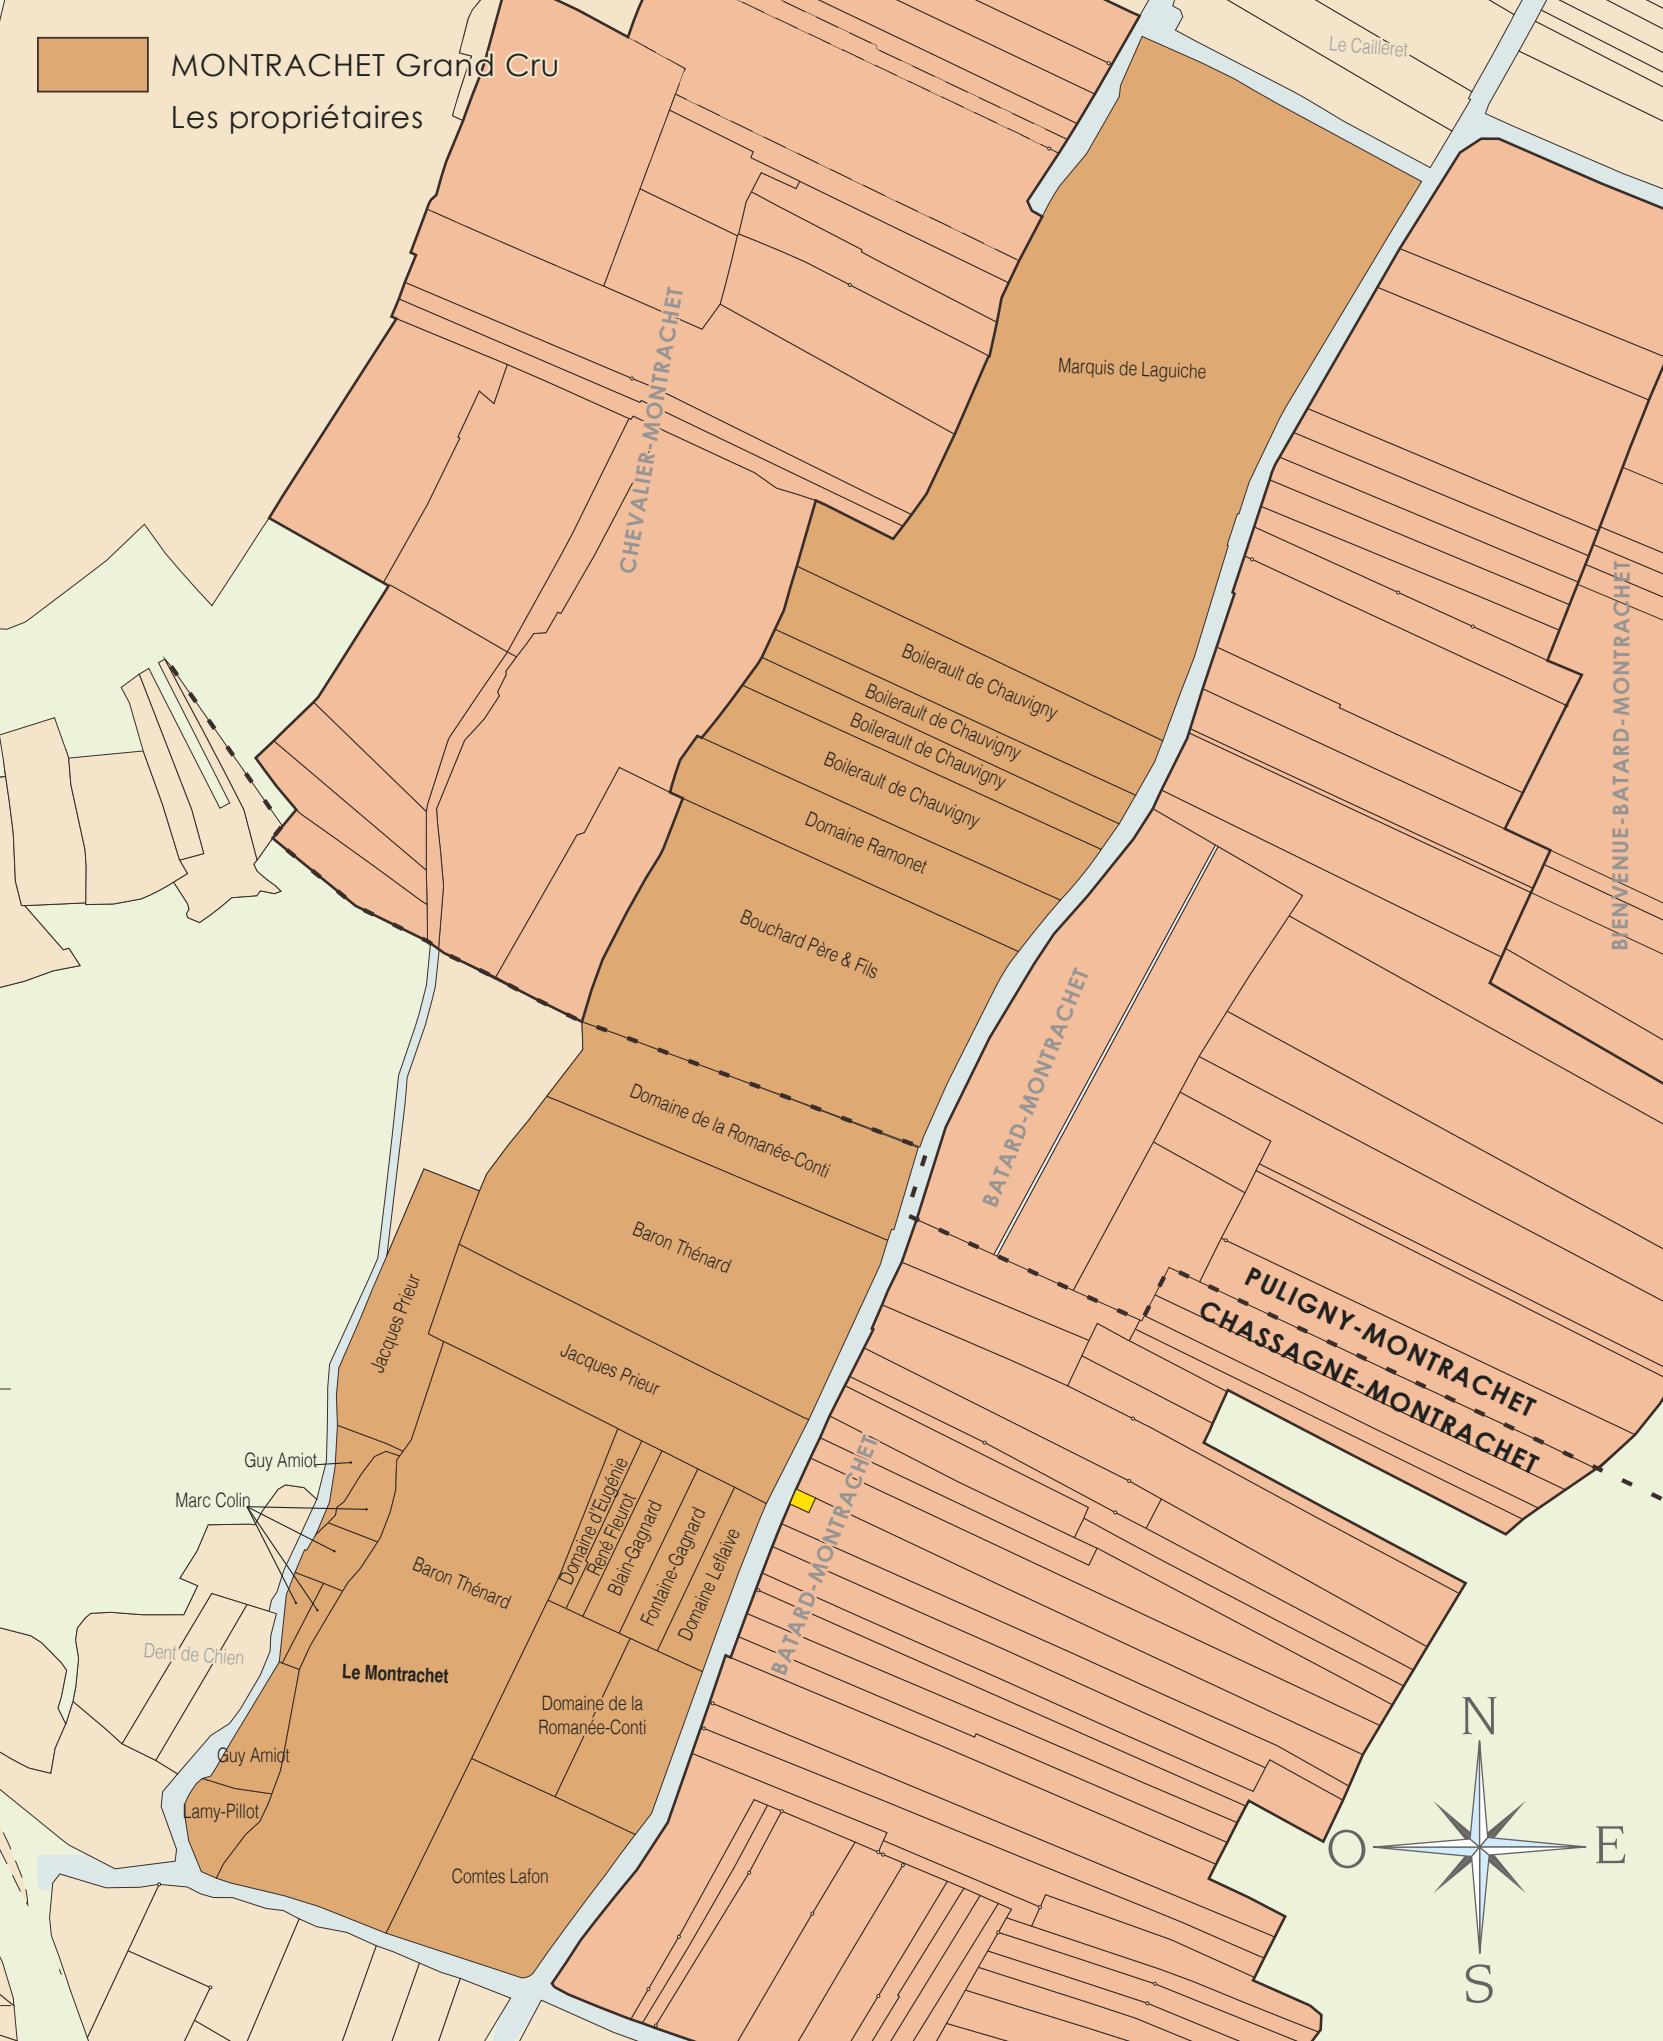 MONTRACHET Grand Cru
Les propriétaires
Le Cailleret
CHEVALIER-MONTRACHET
Marquis de Laguiche
BIENVENUE-BATARD-MONTRACHET
Boilerault de Chauvigny
Boilerault de Chauvigny
Boilerault de Chauvigny
Boilerault de Chauvigny
Domaine Ramonet
Bouchard Père & Fils
BATARD-MONTRACHET
Domaine de la Romanée-Conti
Baron Thénard
Jacques Prieur
Jacques Prieur
PULIGNY-MONTRACHET
CHASSAGNE-MONTRACHET
Guy Amiot
Marc Colin
Domaine d'Eugénie
René Fleurot
Blain-Gagnard
Fontaine-Gagnard
Domaine Leflaive
BATARD-MONTRACHET
Baron Thénard
Dent de Chien
Le Montrachet
Domaine de la
Romanée-Conti
Guy Amiot
Lamy-Pillot
Comtes Lafon
N
O
E
S